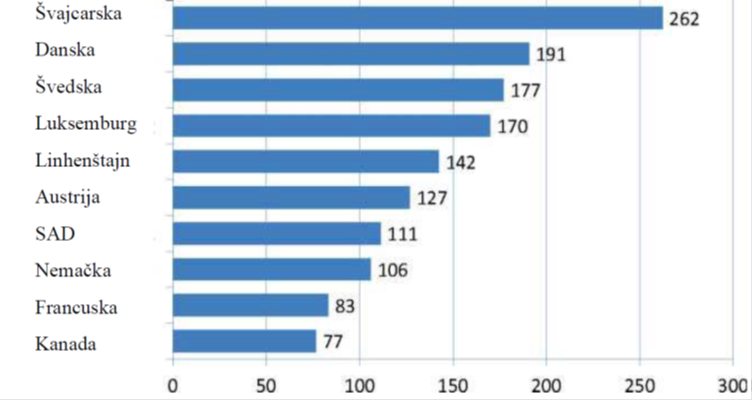 Švajcarska 262
Danska 191
Švedska 177
Luksemburg 170
Linhenštajn 142
Austrija 127
SAD 111
Nemačka 106
Francuska 83
Kanada 77
0 50 100 150 200 250 300